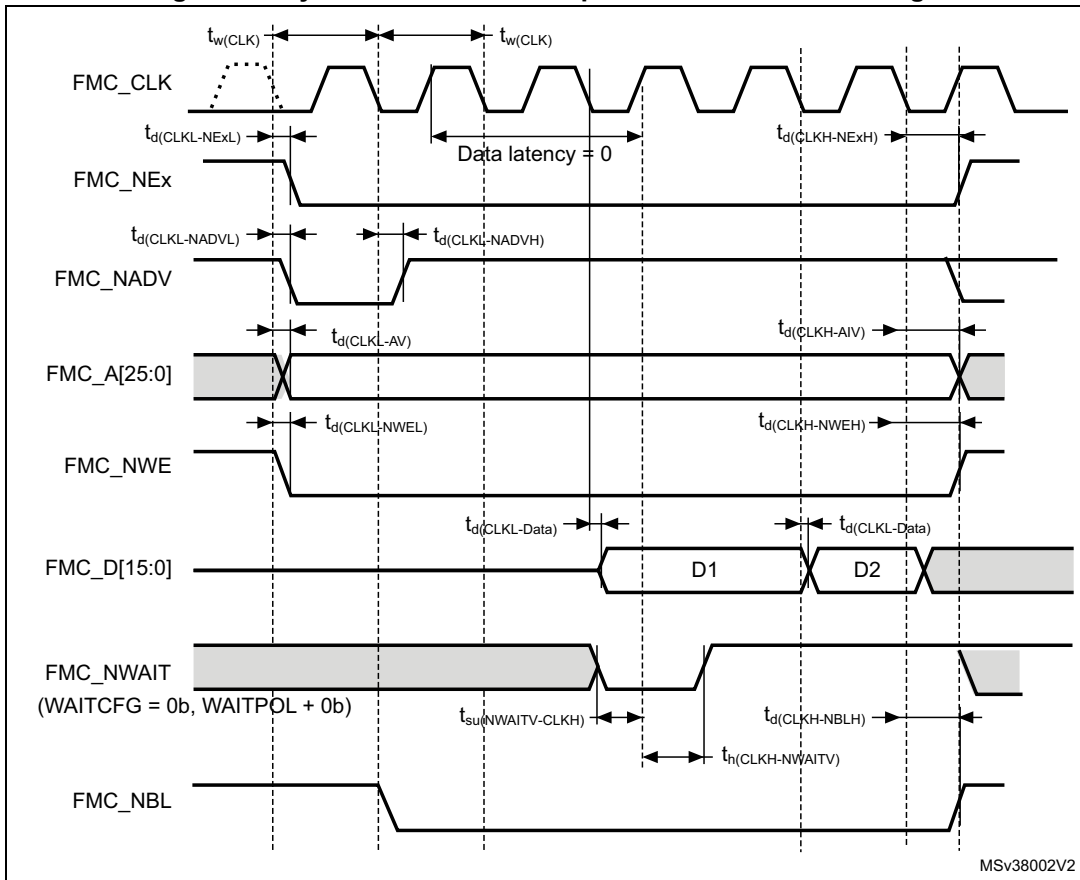 tw(CLK) tw(CLK)
FMC_CLK
td(CLKL-NExL) Data latency = 0 td(CLKH-NExH)
FMC_NEx
td(CLKL-NADVL) td(CLKL-NADVH)
FMC_NADV
td(CLKL-AV) td(CLKH-AIV)
FMC_A[25:0]
td(CLKL-NWEL) td(CLKH-NWEH)
FMC_NWE
td(CLKL-Data) td(CLKL-Data)
FMC_D[15:0] D1 D2
FMC_NWAIT
(WAITCFG = 0b, WAITPOL + 0b)
tsu(NWAITV-CLKH) td(CLKH-NBLH)
th(CLKH-NWAITV)
FMC_NBL
MSv38002V2